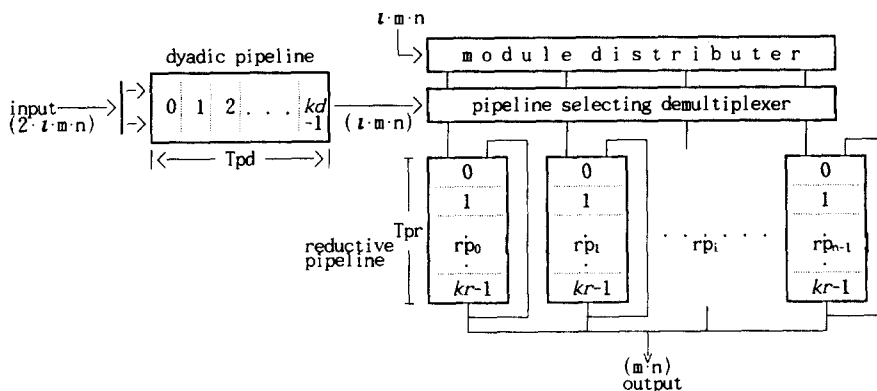 l·m·n
dyadic pipeline
module distributer
input
(2·l·m·n)
0 1 2 . . . kd-1
(l·m·n)
pipeline selecting demultiplexer
Tpd
reductive pipeline
Tpr
0
1
rp0
kr-1
0
1
rp1
kr-1
. . . . rpi . . . .
0
1
rpn-1
kr-1
(m·n)
output